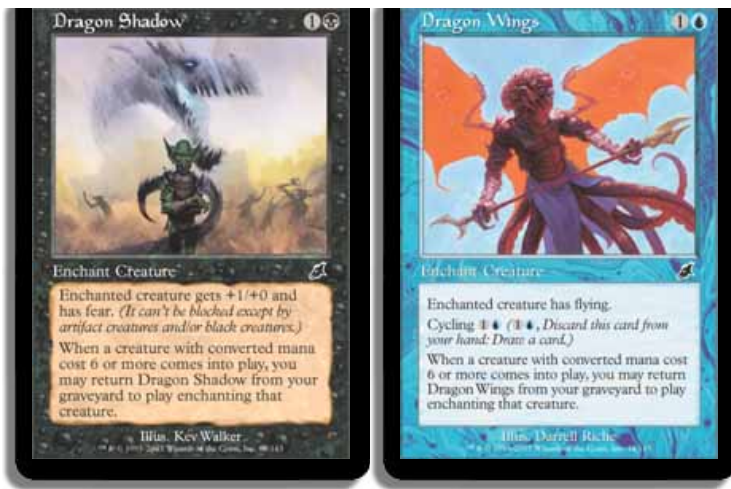 Dragon Shadow 1
Enchant Creature
Enchanted creature gets +1/+0 and
has fear. (It can't be blocked except by
artifact creatures and/or black creatures.)
When a creature with converted mana
cost 6 or more comes into play, you
may return Dragon Shadow from your
graveyard to play enchanting that
creature.
Illus. Kev Walker
Dragon Wings 1
Enchant Creature
Enchanted creature has flying.
Cycling 1 (1, Discard this card from
your hand: Draw a card.)
When a creature with converted mana cost
6 or more comes into play, you may return
Dragon Wings from your graveyard to play
enchanting that creature.
Illus. Darrell Riche